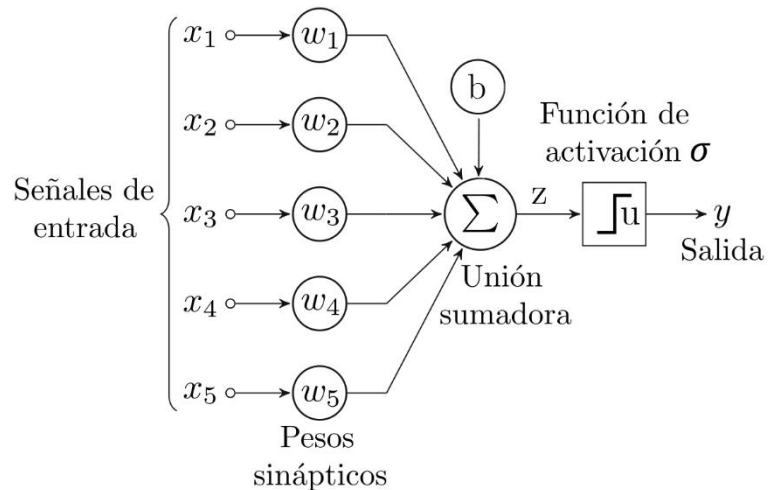 x₁ w₁
b
x₂ w₂
Función de
activación σ
Señales de
entrada
x₃ w₃ ∑ z u y
Salida
Unión
sumadora
x₄ w₄
x₅ w₅
Pesos
sinápticos